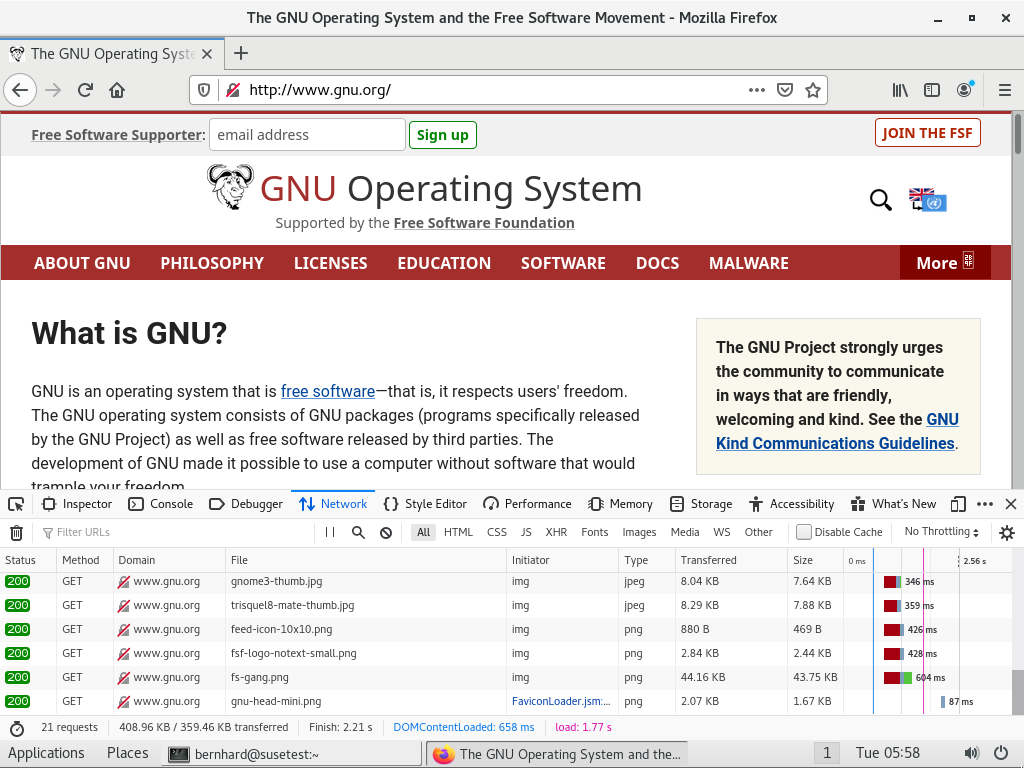 The GNU Operating System and the Free Software Movement - Mozilla Firefox
The GNU Operating Syste
http://www.gnu.org/
Free Software Supporter: email address Sign up JOIN THE FSF
GNU Operating System
Supported by the Free Software Foundation
ABOUT GNU PHILOSOPHY LICENSES EDUCATION SOFTWARE DOCS MALWARE More
What is GNU?
GNU is an operating system that is free software—that is, it respects users' freedom.
The GNU operating system consists of GNU packages (programs specifically released
by the GNU Project) as well as free software released by third parties. The
development of GNU made it possible to use a computer without software that would
trample your freedom.
The GNU Project strongly urges
the community to communicate
in ways that are friendly,
welcoming and kind. See the GNU
Kind Communications Guidelines.
Inspector Console Debugger Network Style Editor Performance Memory Storage Accessibility What's New
Filter URLs All HTML CSS JS XHR Fonts Images Media WS Other Disable Cache No Throttling
Status Method Domain File Initiator Type Transferred Size 0 ms 2.56 s
200 GET www.gnu.org gnome3-thumb.jpg img jpeg 8.04 KB 7.64 KB 346 ms
200 GET www.gnu.org trisquel8-mate-thumb.jpg img jpeg 8.29 KB 7.88 KB 359 ms
200 GET www.gnu.org feed-icon-10x10.png img png 880 B 469 B 426 ms
200 GET www.gnu.org fsf-logo-notext-small.png img png 2.84 KB 2.44 KB 428 ms
200 GET www.gnu.org fs-gang.png img png 44.16 KB 43.75 KB 604 ms
200 GET www.gnu.org gnu-head-mini.png FaviconLoader.jsm:... png 2.07 KB 1.67 KB 87 ms
21 requests 408.96 KB / 359.46 KB transferred Finish: 2.21 s DOMContentLoaded: 658 ms load: 1.77 s
Applications Places bernhard@susetest:~ The GNU Operating System and the... 1 Tue 05:58